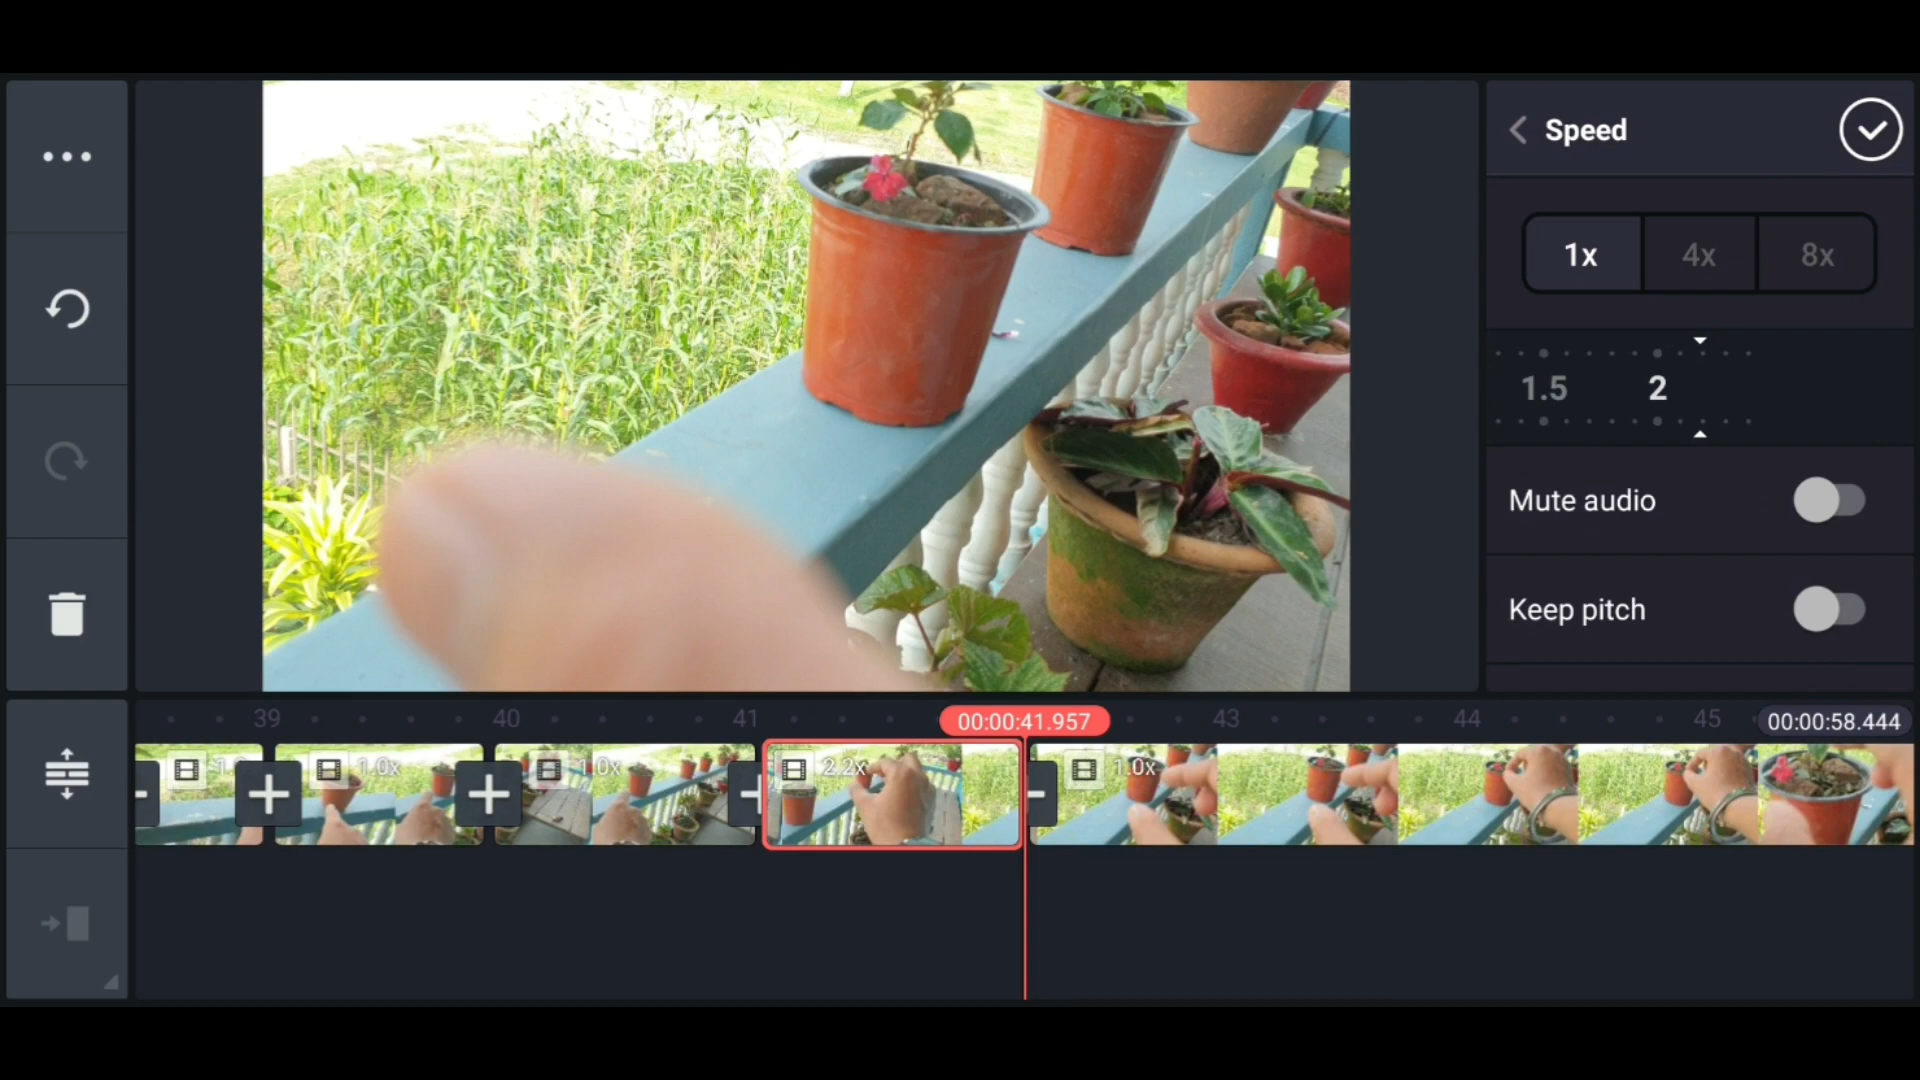 Speed
1x 4x 8x
1.5 2
Mute audio
Keep pitch
39 40 41 00:00:41.957 43 44 45 00:00:58.444
1.0x 1.0x 2.2x 1.0x